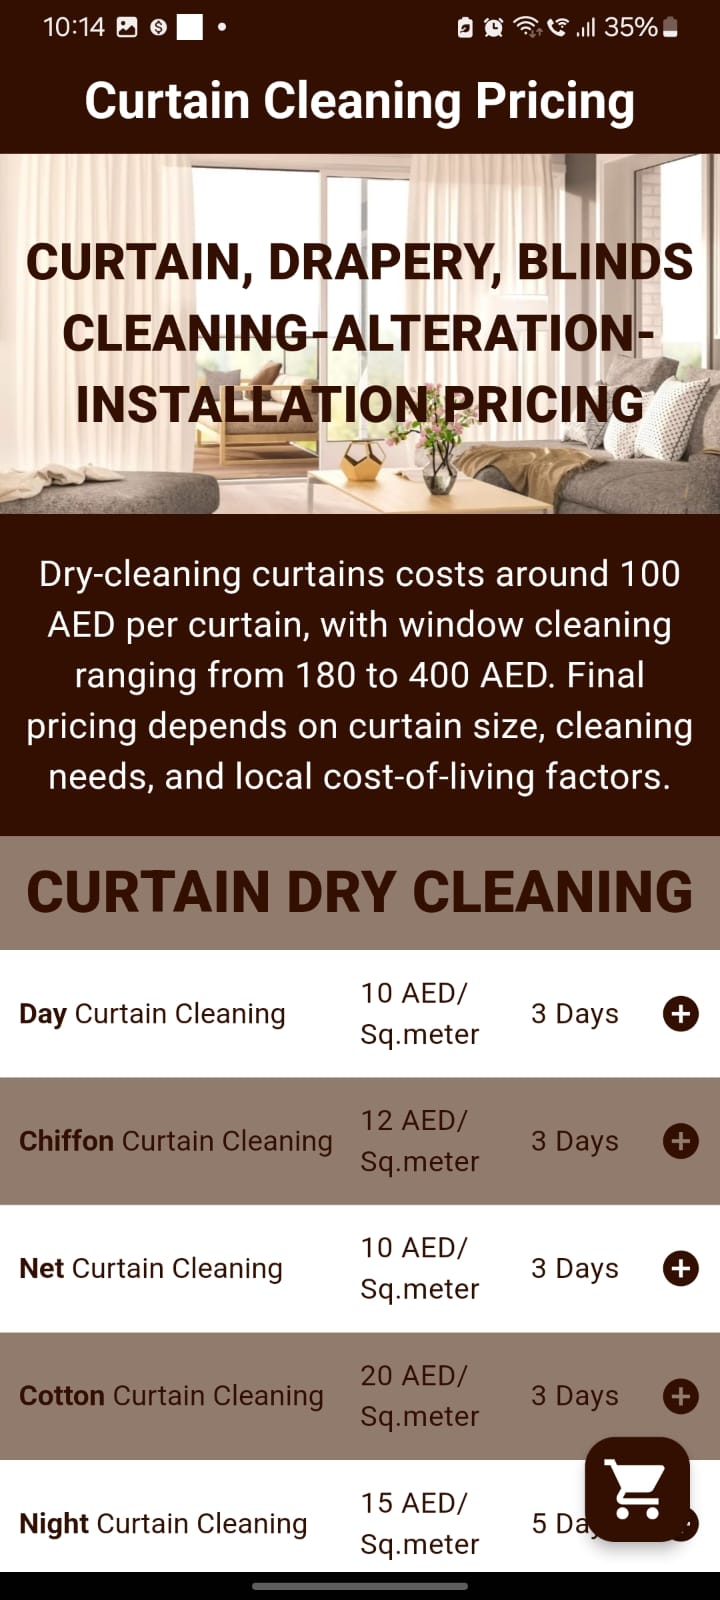 10:14 35%
Curtain Cleaning Pricing
CURTAIN, DRAPERY, BLINDS
CLEANING-ALTERATION-
INSTALLATION PRICING
Dry-cleaning curtains costs around 100
AED per curtain, with window cleaning
ranging from 180 to 400 AED. Final
pricing depends on curtain size, cleaning
needs, and local cost-of-living factors.
CURTAIN DRY CLEANING
Day Curtain Cleaning 10 AED/
Sq.meter 3 Days
Chiffon Curtain Cleaning 12 AED/
Sq.meter 3 Days
Net Curtain Cleaning 10 AED/
Sq.meter 3 Days
Cotton Curtain Cleaning 20 AED/
Sq.meter 3 Days
Night Curtain Cleaning 15 AED/
Sq.meter 5